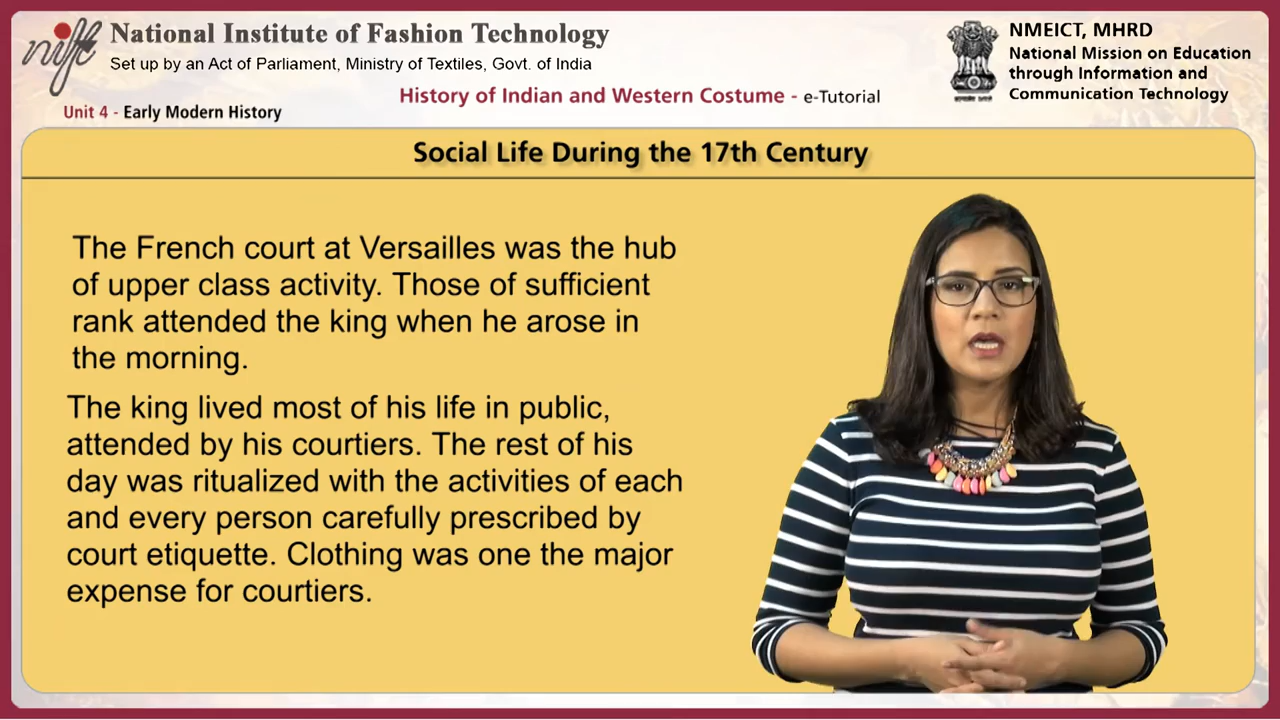 nift
National Institute of Fashion Technology
Set up by an Act of Parliament, Ministry of Textiles, Govt. of India
NMEICT, MHRD
National Mission on Education
through Information and
Communication Technology
History of Indian and Western Costume - e-Tutorial
Unit 4 - Early Modern History
Social Life During the 17th Century
The French court at Versailles was the hub
of upper class activity. Those of sufficient
rank attended the king when he arose in
the morning.
The king lived most of his life in public,
attended by his courtiers. The rest of his
day was ritualized with the activities of each
and every person carefully prescribed by
court etiquette. Clothing was one the major
expense for courtiers.